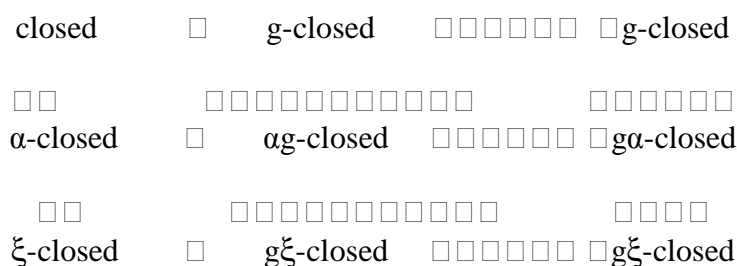 closed □ g-closed □□□□□□ □g-closed
□□ □□□□□□□□□□□ □□□□□□
α-closed □ αg-closed □□□□□□ □gα-closed
□□ □□□□□□□□□□□ □□□□
ξ-closed □ gξ-closed □□□□□□ □gξ-closed